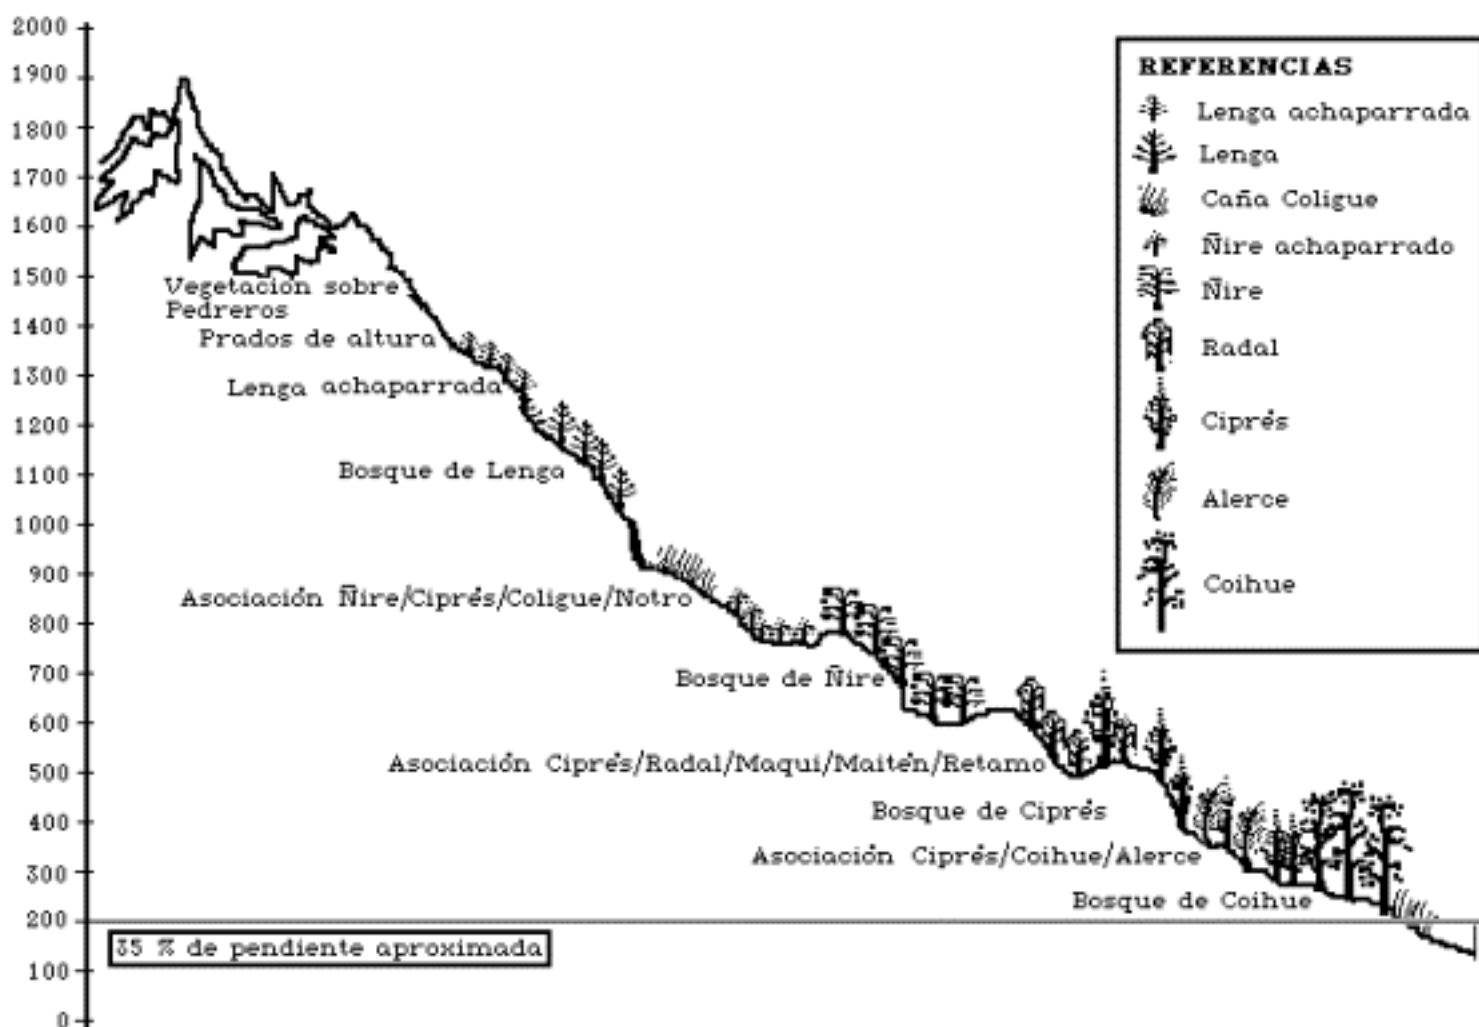 2000
1900
1800
1700
1600
1500
1400
1300
1200
1100
1000
900
800
700
600
500
400
300
200
100
0
Vegetación sobre
Pedreros
Prados de altura
Lenga achaparrada
Bosque de Lenga
Asociación Ñire/Ciprés/Coligue/Notro
Bosque de Ñire
Asociación Ciprés/Radal/Maqui/Maitén/Retamo
Bosque de Ciprés
Asociación Ciprés/Coihue/Alerce
Bosque de Coihue
35 % de pendiente aproximada
REFERENCIAS
Lenga achaparrada
Lenga
Caña Coligue
Ñire achaparrado
Ñire
Radal
Ciprés
Alerce
Coihue